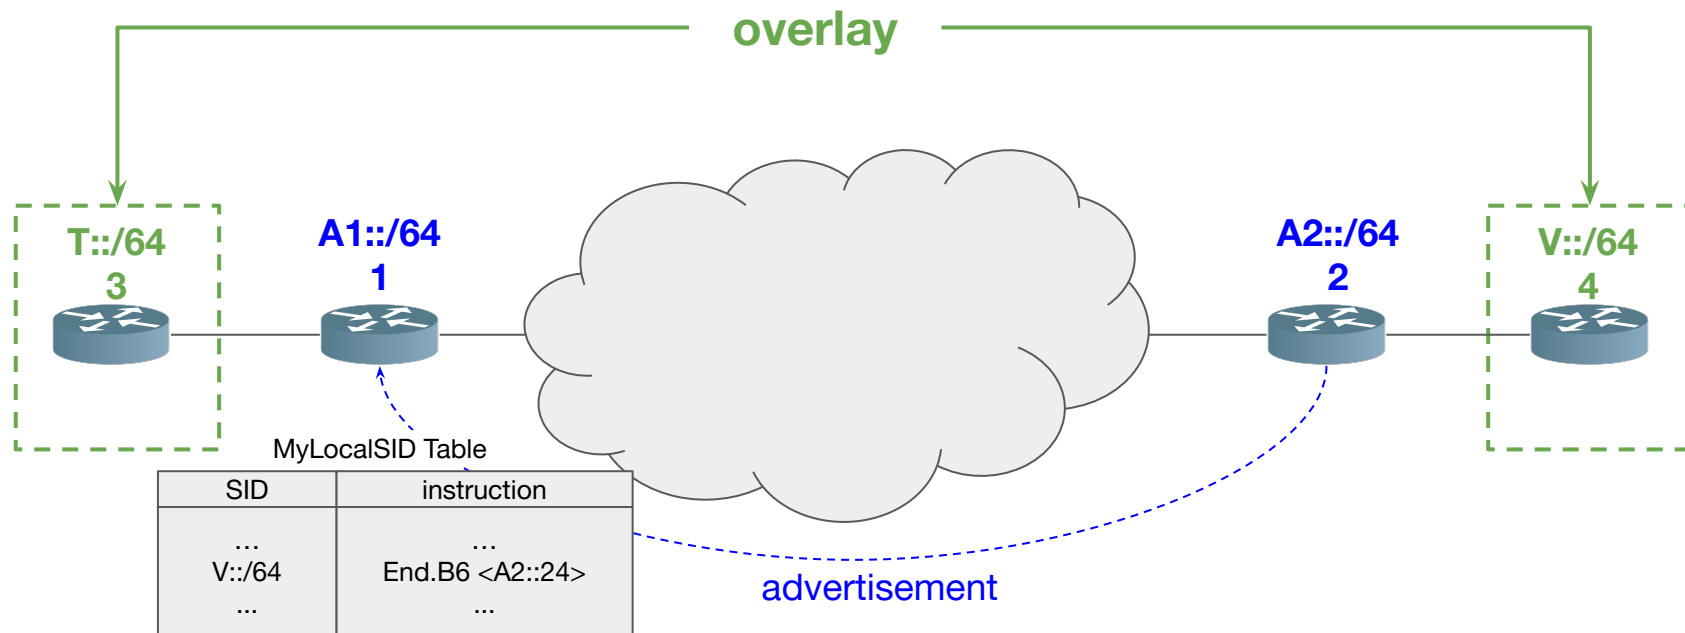 overlay
T::/64
3
A1::/64
1
A2::/64
2
V::/64
4
MyLocalSID Table
SID instruction
... ...
V::/64 End.B6 <A2::24>
... ...
advertisement